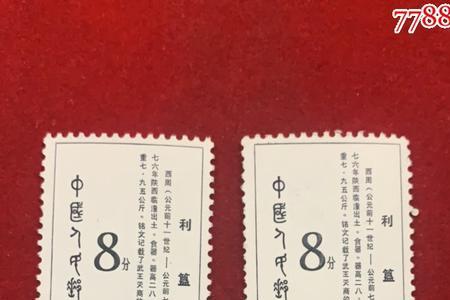 7788
利簋
西周（公元前十一世纪—公元前
七六年陕西临潼出土。食器。器高二八·
重七·九五公斤。铭文记载了武王灭商的
8分
中国人民邮
利簋
西周（公元前十一世纪—公元前
七六年陕西临潼出土。食器。器高二八·
重七·九五公斤。铭文记载了武王灭商
8分
中国人民邮